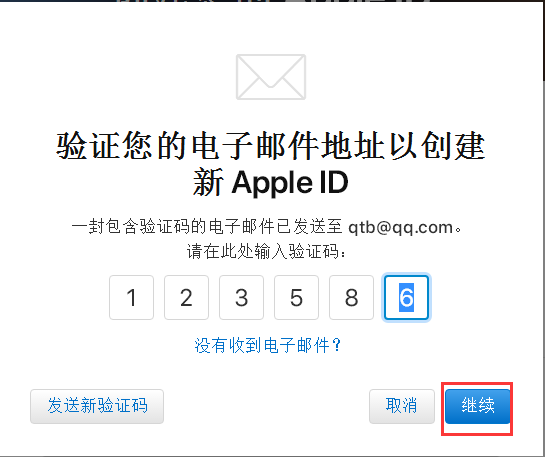 验证您的电子邮件地址以创建
新 Apple ID
一封包含验证码的电子邮件已发送至 qtb@qq.com。
请在此处输入验证码：
1 2 3 5 8 6
没有收到电子邮件？
发送新验证码 取消 继续